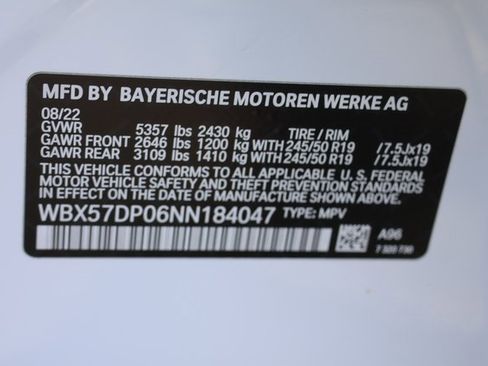 MFD BY BAYERISCHE MOTOREN WERKE AG
08/22
GVWR 5357 lbs 2430 kg TIRE / RIM
GAWR FRONT 2646 lbs 1200 kg WITH 245/50 R19 /7.5Jx19
GAWR REAR 3109 lbs 1410 kg WITH 245/50 R19 /7.5Jx19
THIS VEHICLE CONFORMS TO ALL APPLICABLE U. S. FEDERAL
MOTOR VEHICLE SAFETY STANDARDS IN EFFECT ON THE
DATE OF MANUFACTURE SHOWN ABOVE.
WBX57DP06NN184047 TYPE: MPV
A96